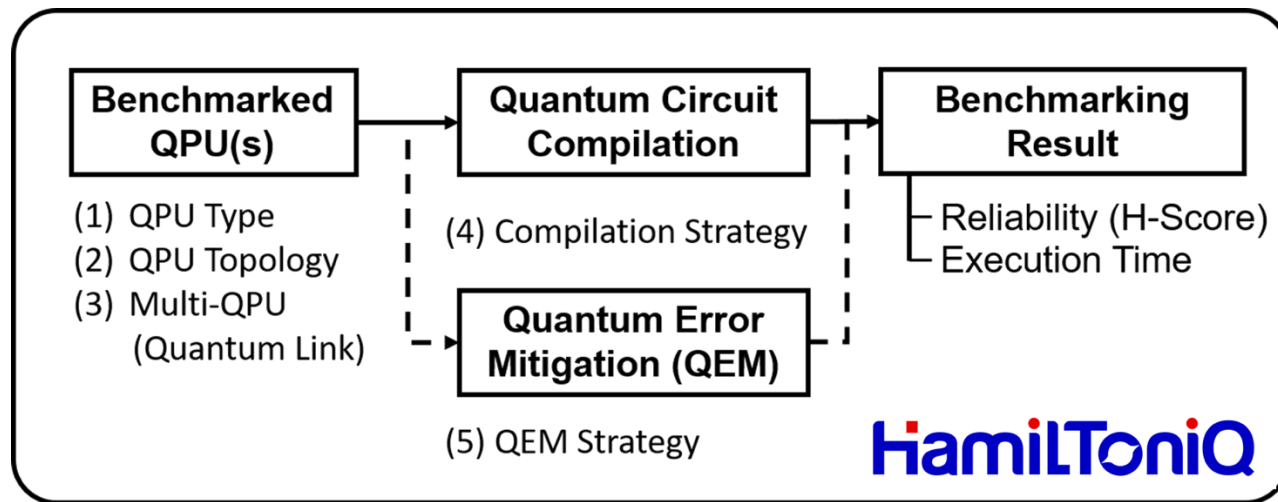 Benchmarked
QPU(s)
(1) QPU Type
(2) QPU Topology
(3) Multi-QPU
(Quantum Link)
Quantum Circuit
Compilation
(4) Compilation Strategy
Quantum Error
Mitigation (QEM)
(5) QEM Strategy
Benchmarking
Result
Reliability (H-Score)
Execution Time
HamilToniQ